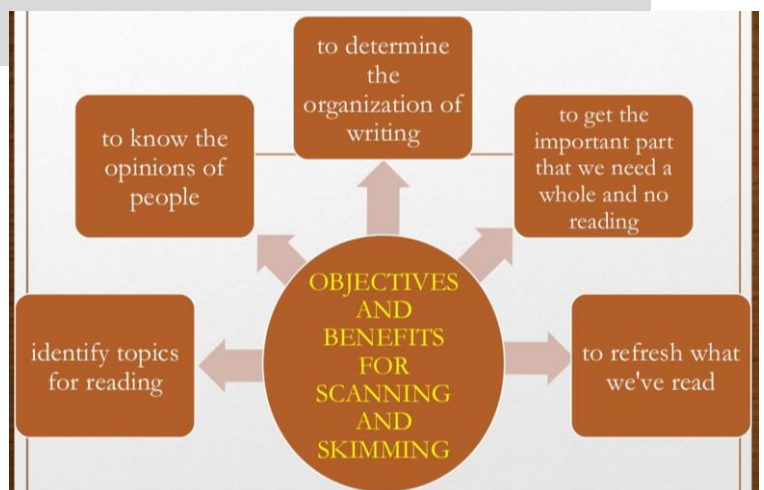 to determine
the
organization of
writing
to know the
opinions of
people
to get the
important part
that we need a
whole and no
reading
OBJECTIVES
AND
BENEFITS
FOR
SCANNING
AND
SKIMMING
identify topics
for reading
to refresh what
we've read